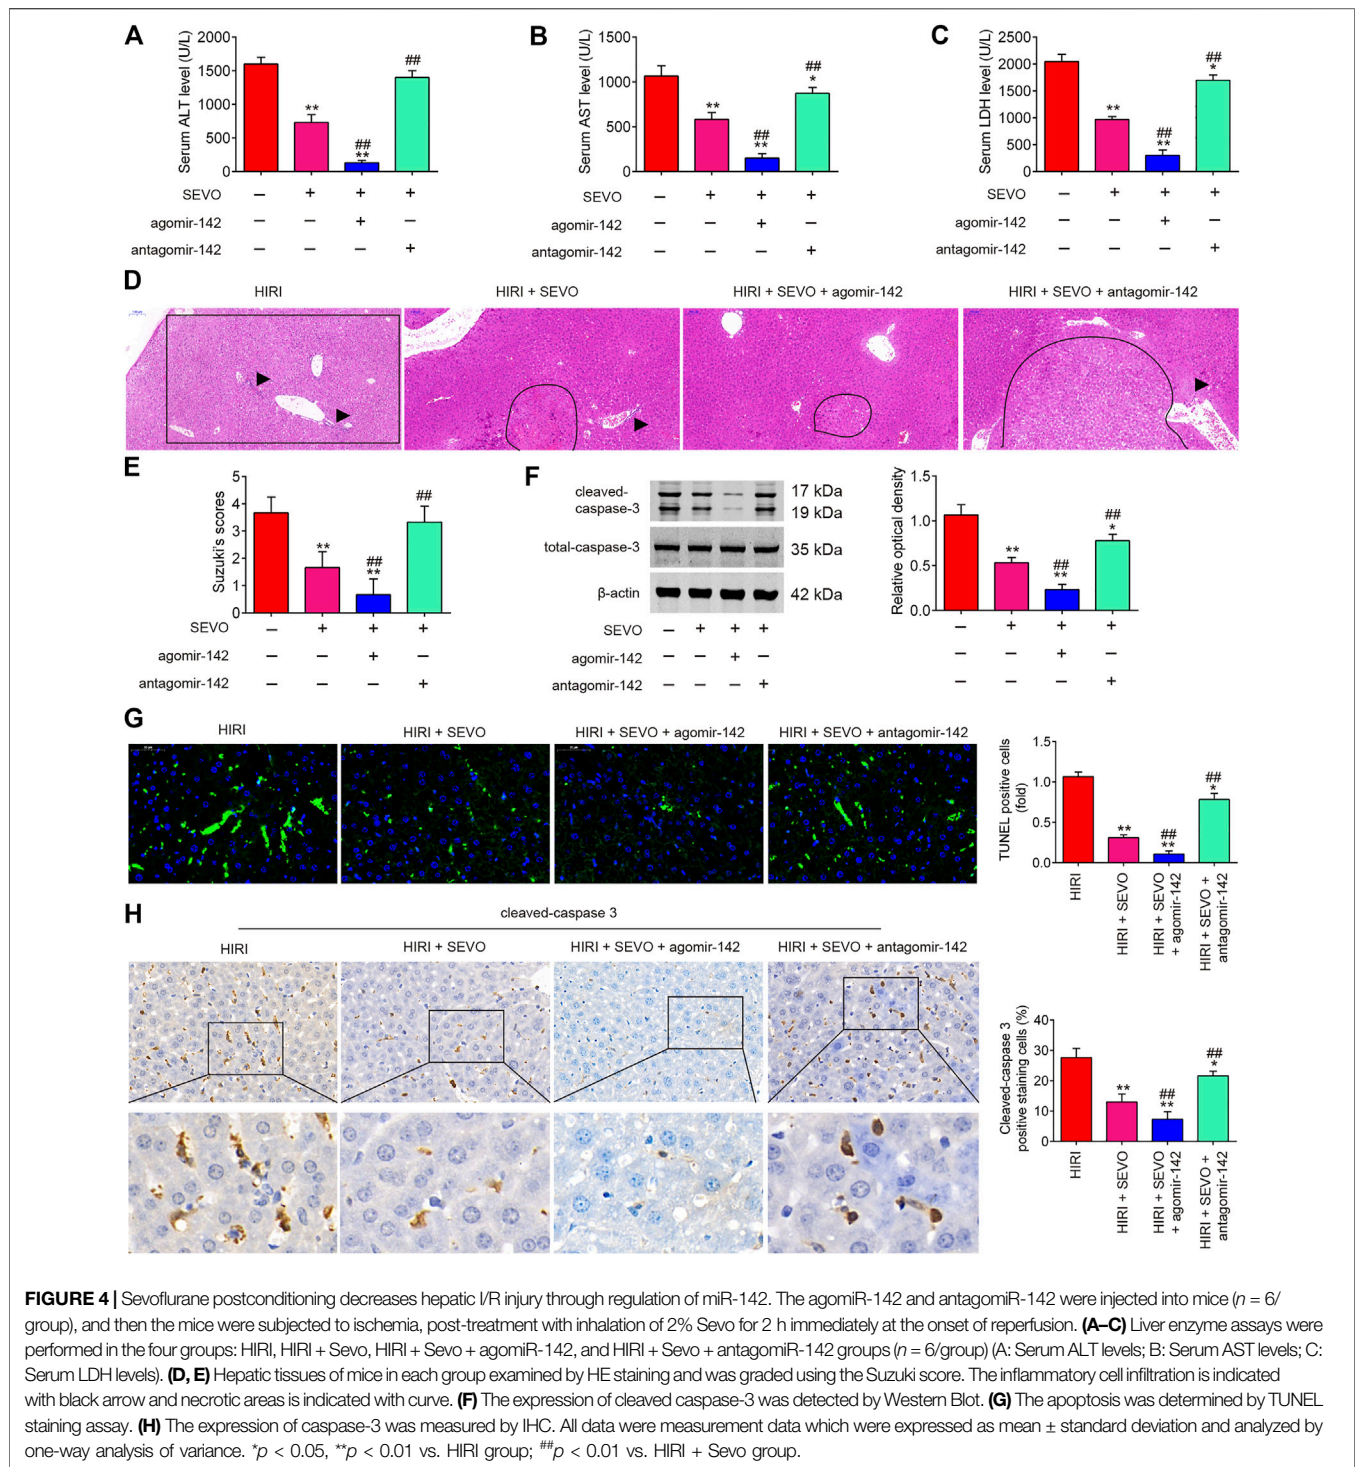 A
B
C
Serum ALT level (U/L)
2000
1500
1000
500
0
**
##
**
##
SEVO – + + +
agomir-142 – – + –
antagomir-142 – – – +
Serum AST level (U/L)
1500
1000
500
0
**
##
**
##
*
SEVO – + + +
agomir-142 – – + –
antagomir-142 – – – +
Serum LDH level (U/L)
2500
2000
1500
1000
500
0
**
##
**
##
*
SEVO – + + +
agomir-142 – – + –
antagomir-142 – – – +
D
HIRI
HIRI + SEVO
HIRI + SEVO + agomir-142
HIRI + SEVO + antagomir-142
E
Suzuki's scores
5
4
3
2
1
0
**
##
**
##
SEVO – + + +
agomir-142 – – + –
antagomir-142 – – – +
F
cleaved-
caspase-3
17 kDa
19 kDa
total-caspase-3
35 kDa
β-actin
42 kDa
SEVO – + + +
agomir-142 – – + –
antagomir-142 – – – +
Relative optical density
1.5
1.0
0.5
0.0
**
##
**
##
*
– + + +
– – + –
– – – +
G
HIRI
HIRI + SEVO
HIRI + SEVO + agomir-142
HIRI + SEVO + antagomir-142
TUNEL positive cells
(fold)
1.5
1.0
0.5
0.0
**
##
**
##
*
HIRI
HIRI + SEVO
HIRI + SEVO
+ agomir-142
HIRI + SEVO +
antagomir-142
H
cleaved-caspase 3
HIRI
HIRI + SEVO
HIRI + SEVO + agomir-142
HIRI + SEVO + antagomir-142
Cleaved-caspase 3
positive staining cells (%)
40
30
20
10
0
**
##
**
##
*
HIRI
HIRI + SEVO
HIRI + SEVO
+ agomir-142
HIRI + SEVO +
antagomir-142
FIGURE 4 | Sevoflurane postconditioning decreases hepatic I/R injury through regulation of miR-142. The agomiR-142 and antagomiR-142 were injected into mice (n = 6/
group), and then the mice were subjected to ischemia, post-treatment with inhalation of 2% Sevo for 2 h immediately at the onset of reperfusion. (A–C) Liver enzyme assays were
performed in the four groups: HIRI, HIRI + Sevo, HIRI + Sevo + agomiR-142, and HIRI + Sevo + antagomiR-142 groups (n = 6/group) (A: Serum ALT levels; B: Serum AST levels; C:
Serum LDH levels). (D, E) Hepatic tissues of mice in each group examined by HE staining and was graded using the Suzuki score. The inflammatory cell infiltration is indicated
with black arrow and necrotic areas is indicated with curve. (F) The expression of cleaved caspase-3 was detected by Western Blot. (G) The apoptosis was determined by TUNEL
staining assay. (H) The expression of caspase-3 was measured by IHC. All data were measurement data which were expressed as mean ± standard deviation and analyzed by
one-way analysis of variance. *p < 0.05, **p < 0.01 vs. HIRI group; ##p < 0.01 vs. HIRI + Sevo group.